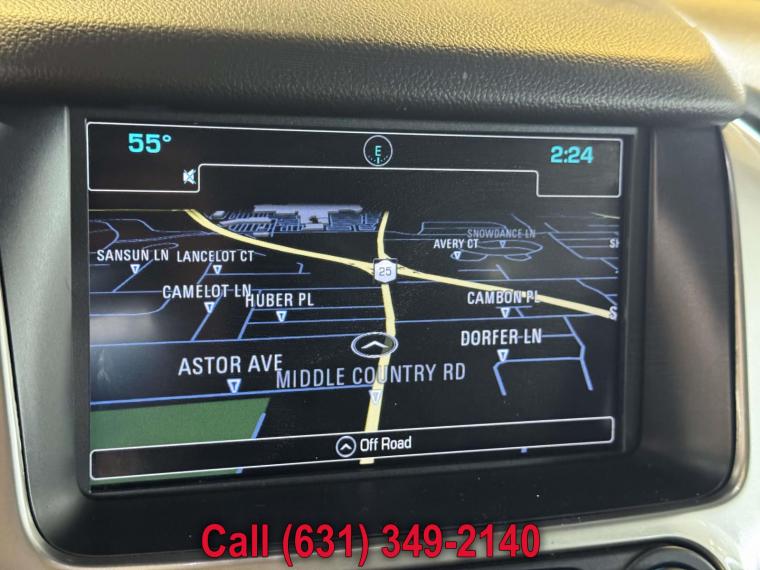 55°
E
2:24
SNOWDANCE LN
AVERY CT
SANSUN LN
LANCELOT CT
25
CAMELOT LN
HUBER PL
CAMBON PL
DORFER LN
ASTOR AVE
MIDDLE COUNTRY RD
Off Road
Call (631) 349-2140